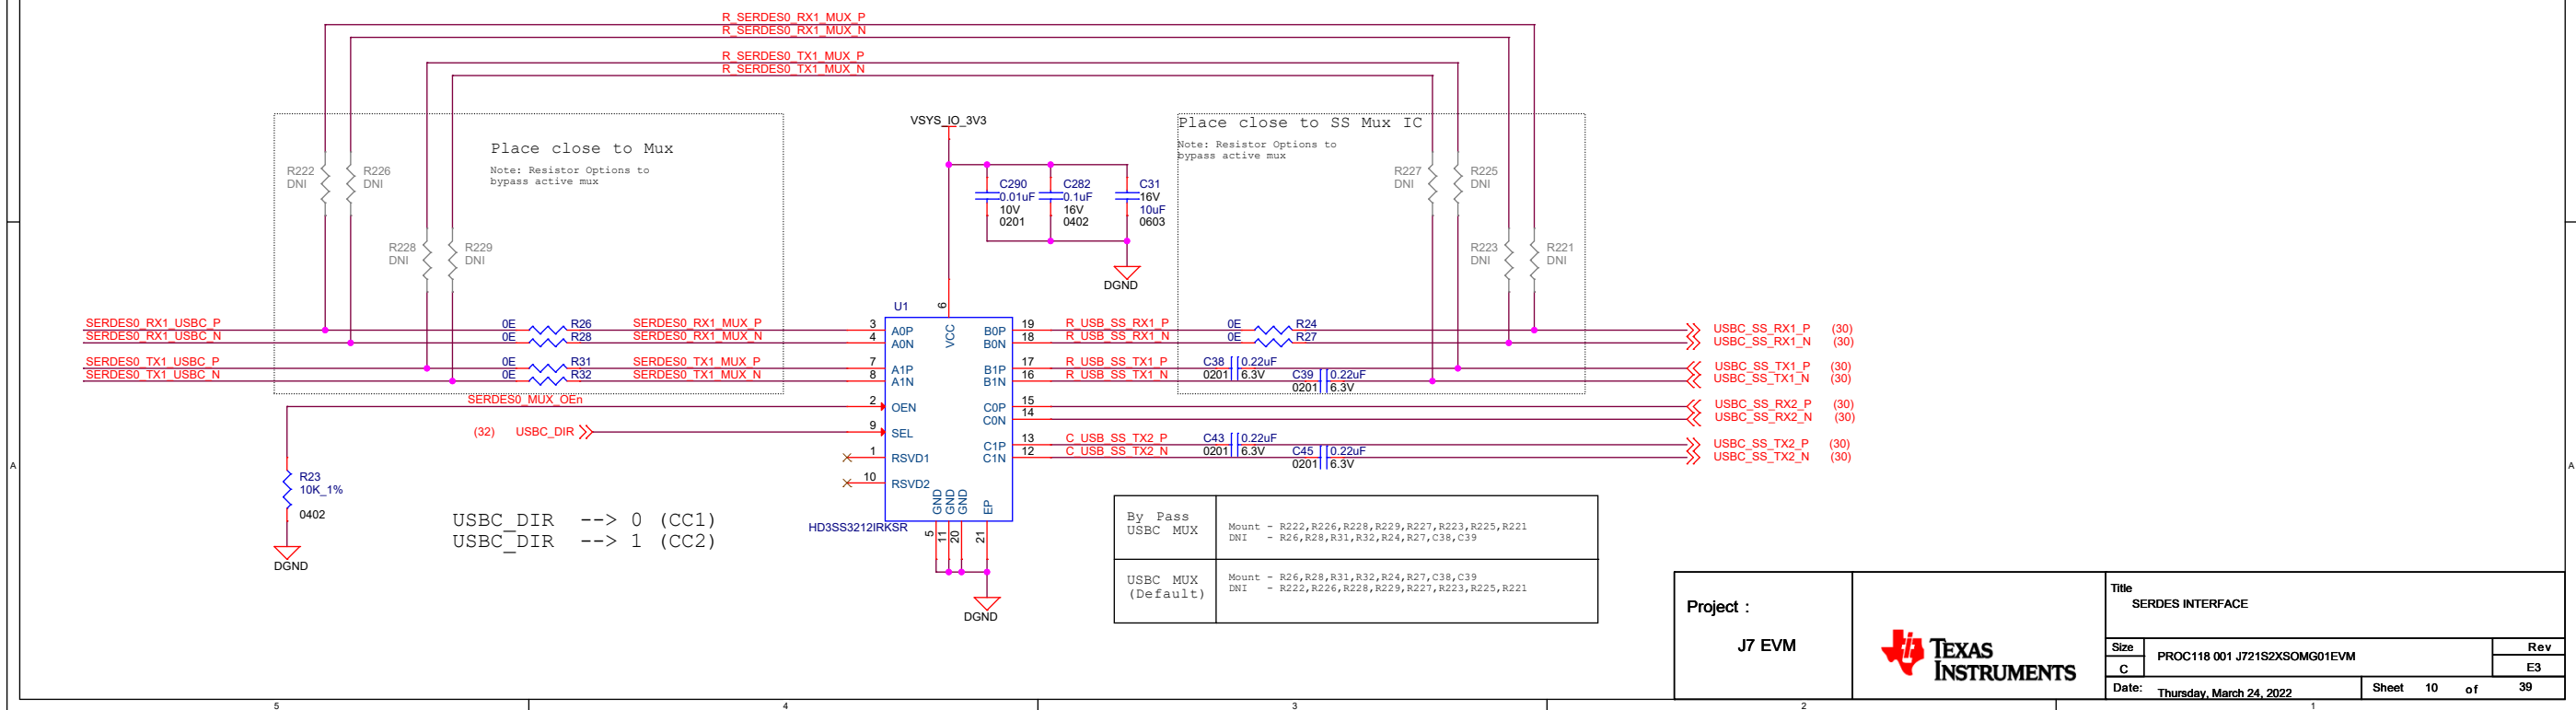 R_SERDES0_RX1_MUX_P
R_SERDES0_RX1_MUX_N
R_SERDES0_TX1_MUX_P
R_SERDES0_TX1_MUX_N
Place close to Mux
Note: Resistor Options to
bypass active mux
R222
DNI
R226
DNI
R228
DNI
R229
DNI
VSYS_IO_3V3
C290
0.01uF
10V
0201
C282
0.1uF
16V
0402
C31
16V
10uF
0603
DGND
Place close to SS Mux IC
Note: Resistor Options to
bypass active mux
R227
DNI
R225
DNI
R223
DNI
R221
DNI
SERDES0_RX1_USBC_P
SERDES0_RX1_USBC_N
SERDES0_TX1_USBC_P
SERDES0_TX1_USBC_N
0E R26
0E R28
0E R31
0E R32
SERDES0_RX1_MUX_P
SERDES0_RX1_MUX_N
SERDES0_TX1_MUX_P
SERDES0_TX1_MUX_N
SERDES0_MUX_OEn
(32) USBC_DIR
R23
10K_1%
0402
DGND
U1
6
VCC
3 A0P
4 A0N
7 A1P
8 A1N
2 OEN
9 SEL
1 RSVD1
10 RSVD2
B0P 19
B0N 18
B1P 17
B1N 16
C0P 15
C0N 14
C1P 13
C1N 12
GND GND GND EP
5 11 20 21
HD3SS3212IRKSR
DGND
R_USB_SS_RX1_P
R_USB_SS_RX1_N
R_USB_SS_TX1_P
R_USB_SS_TX1_N
C_USB_SS_TX2_P
C_USB_SS_TX2_N
0E R24
0E R27
C38 0.22uF
0201 6.3V
C39 0.22uF
0201 6.3V
C43 0.22uF
0201 6.3V
C45 0.22uF
0201 6.3V
USBC_SS_RX1_P (30)
USBC_SS_RX1_N (30)
USBC_SS_TX1_P (30)
USBC_SS_TX1_N (30)
USBC_SS_RX2_P (30)
USBC_SS_RX2_N (30)
USBC_SS_TX2_P (30)
USBC_SS_TX2_N (30)
USBC_DIR --> 0 (CC1)
USBC_DIR --> 1 (CC2)
By Pass
USBC MUX
Mount - R222,R226,R228,R229,R227,R223,R225,R221
DNI - R26,R28,R31,R32,R24,R27,C38,C39
USBC MUX
(Default)
Mount - R26,R28,R31,R32,R24,R27,C38,C39
DNI - R222,R226,R228,R229,R227,R223,R225,R221
Project :
J7 EVM
TEXAS
INSTRUMENTS
Title
SERDES INTERFACE
Size
C
PROC118 001 J721S2XSOMG01EVM
Rev
E3
Date: Thursday, March 24, 2022
Sheet 10 of 39
A
A
5 4 3 2 1